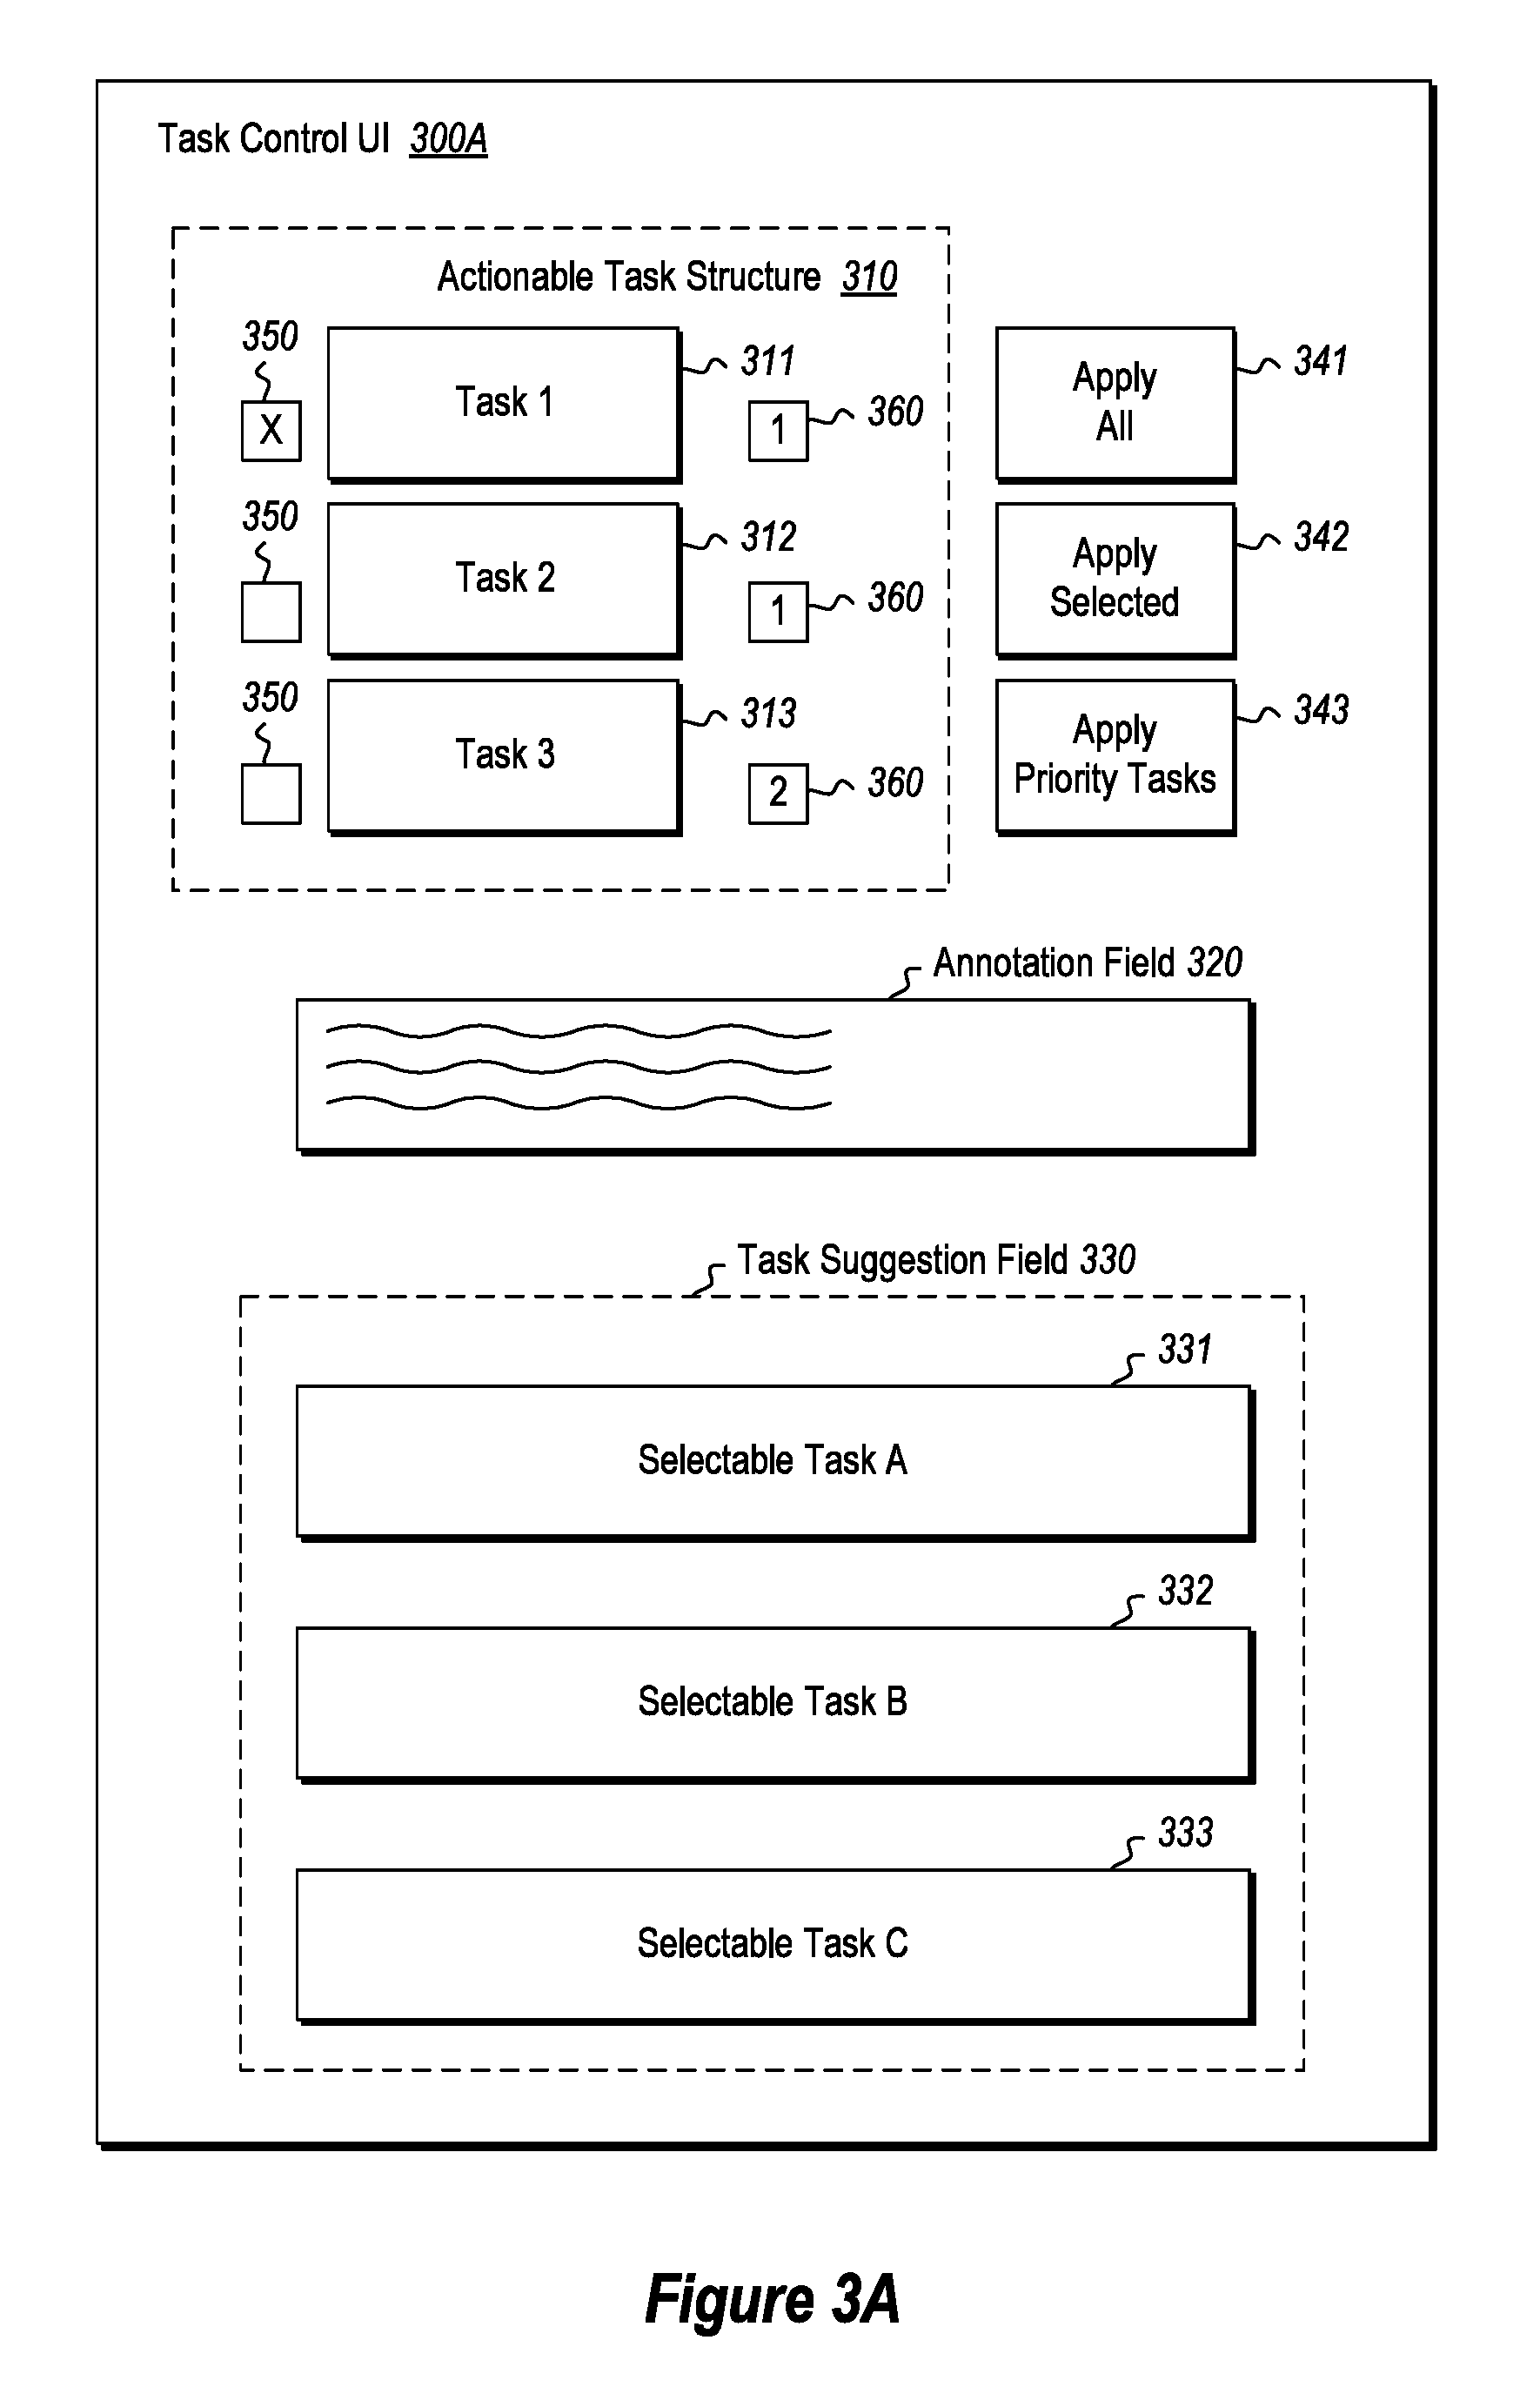 Task Control UI 300A
Actionable Task Structure 310
350
X
Task 1
311
1
360
Apply
All
341
350
Task 2
312
1
360
Apply
Selected
342
350
Task 3
313
2
360
Apply
Priority Tasks
343
Annotation Field 320
Task Suggestion Field 330
331
Selectable Task A
332
Selectable Task B
333
Selectable Task C
Figure 3A